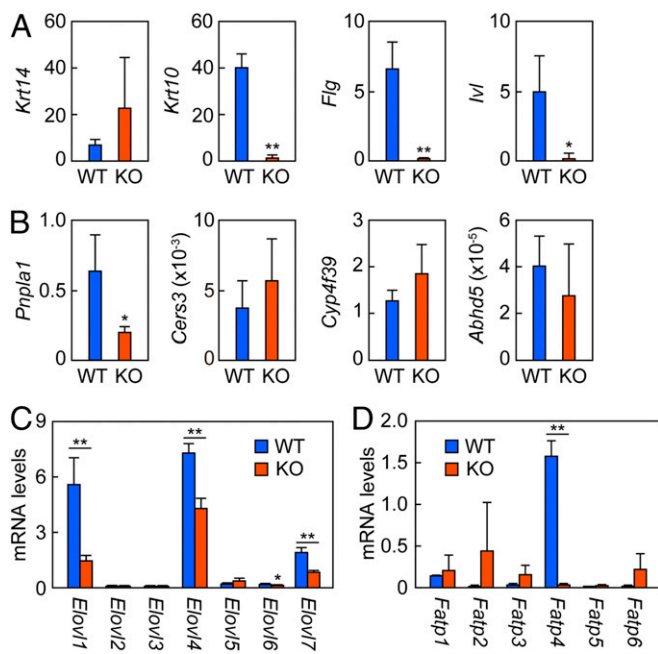 A
Krt14
60
40
20
0
WT KO
Krt10
60
40
20
0
**
WT KO
Flg
10
5
0
**
WT KO
Ivl
10
5
0
*
WT KO
B
Pnpla1
1.0
0.5
0
*
WT KO
Cers3 (x10⁻³)
10
5
0
WT KO
Cyp4f39
3
2
1
0
WT KO
Abhd5 (x10⁻⁵)
6
4
2
0
WT KO
C
mRNA levels
9
6
3
0
WT
KO
** ** * **
Elovl1 Elovl2 Elovl3 Elovl4 Elovl5 Elovl6 Elovl7
D
mRNA levels
2.0
1.5
1.0
0.5
0
WT
KO
**
Fatp1 Fatp2 Fatp3 Fatp4 Fatp5 Fatp6